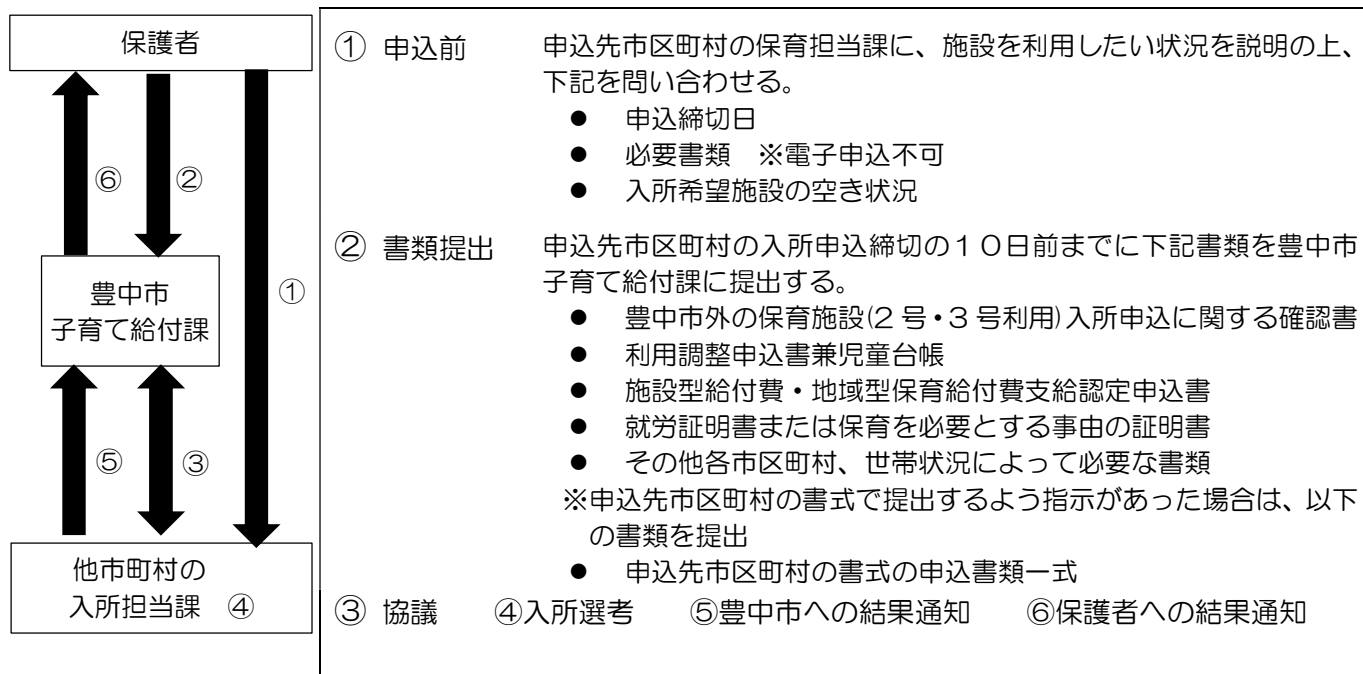 保護者
⑥
②
豊中市
子育て給付課
①
⑤
③
他市町村の
入所担当課 ④
① 申込前 申込先市区町村の保育担当課に、施設を利用したい状況を説明の上、
下記を問い合わせる。
● 申込締切日
● 必要書類 ※電子申込不可
● 入所希望施設の空き状況
② 書類提出 申込先市区町村の入所申込締切の１０日前までに下記書類を豊中市
子育て給付課に提出する。
● 豊中市外の保育施設(2号・3号利用)入所申込に関する確認書
● 利用調整申込書兼児童台帳
● 施設型給付費・地域型保育給付費支給認定申込書
● 就労証明書または保育を必要とする事由の証明書
● その他各市区町村、世帯状況によって必要な書類
※申込先市区町村の書式で提出するよう指示があった場合は、以下
の書類を提出
● 申込先市区町村の書式の申込書類一式
③ 協議 ④入所選考 ⑤豊中市への結果通知 ⑥保護者への結果通知